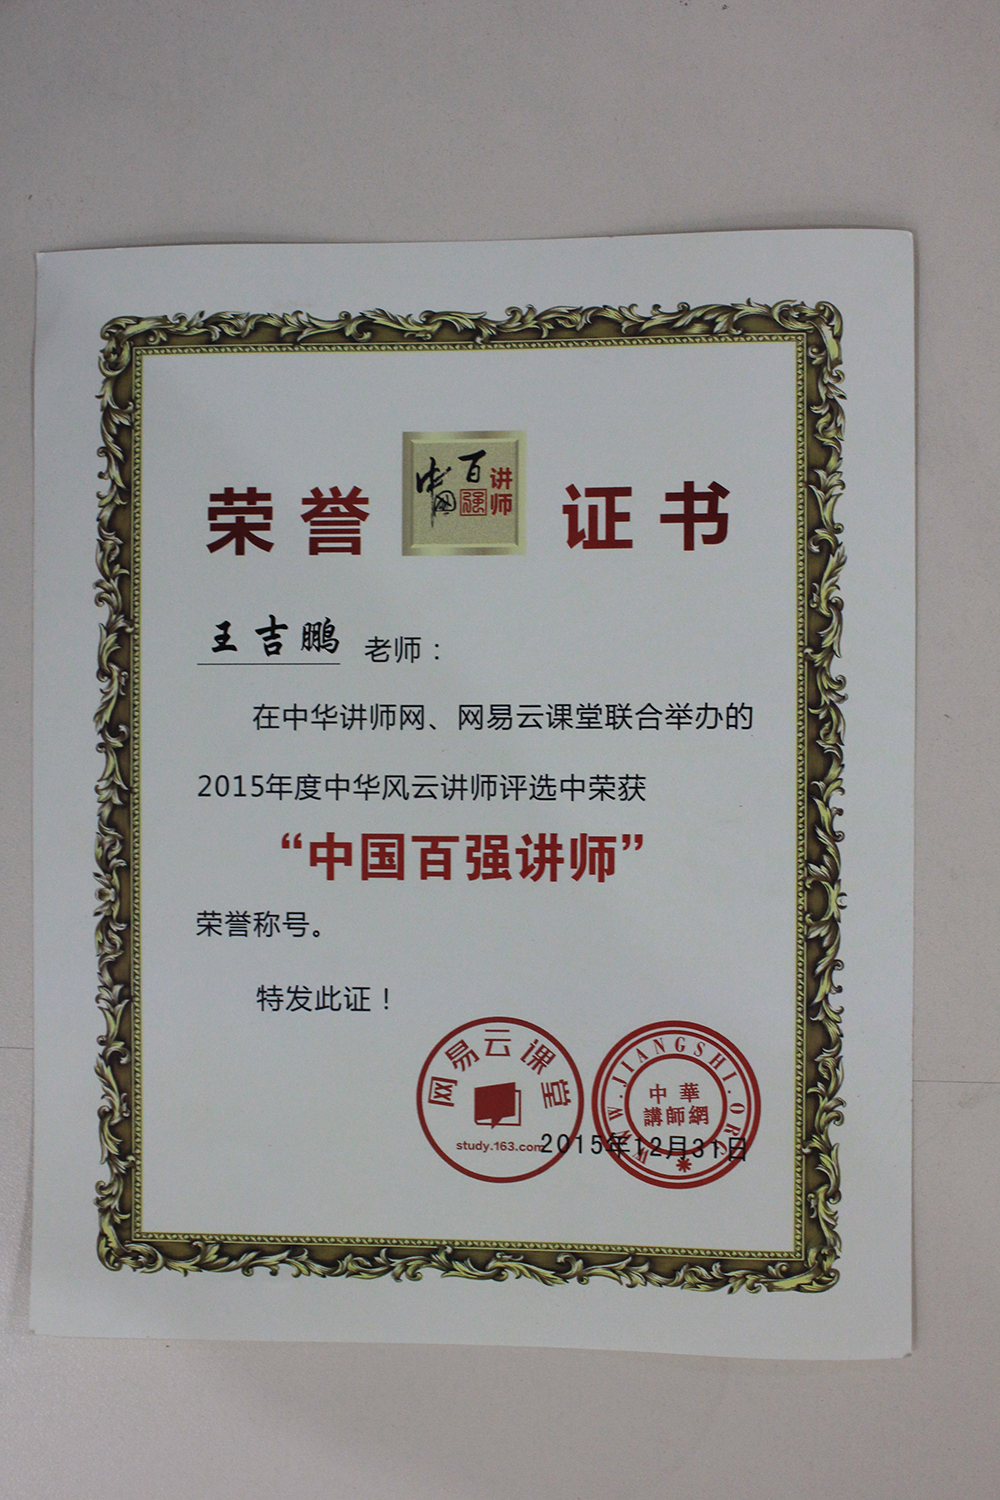 荣誉 中国百强讲师 证书
王吉鹏 老师：
在中华讲师网、网易云课堂联合举办的
2015年度中华风云讲师评选中荣获
“中国百强讲师”
荣誉称号。
特发此证！
网易云课堂
study.163.com
WWW.JIANGSHI.ORG
中華
講師網
2015年12月31日